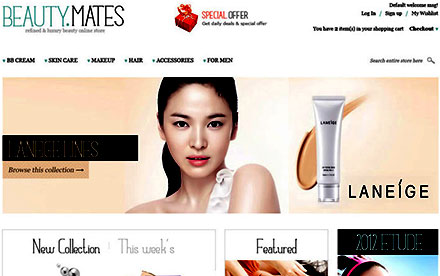 BEAUTY.MATES
refined & luxury beauty online store
SPECIAL OFFER
Get daily deals & special offer
Default welcome msg!
Log In / Sign up / My Wishlist
You have 2 item(s) in your shopping cart Checkout
BB CREAM SKIN CARE MAKEUP HAIR ACCESSORIES FOR MEN
Search entire store here
LANEIGE LINES
Browse this collection →
LANEIGE
LANEIGE
New Collection This week's Featured 2012 ETUDE